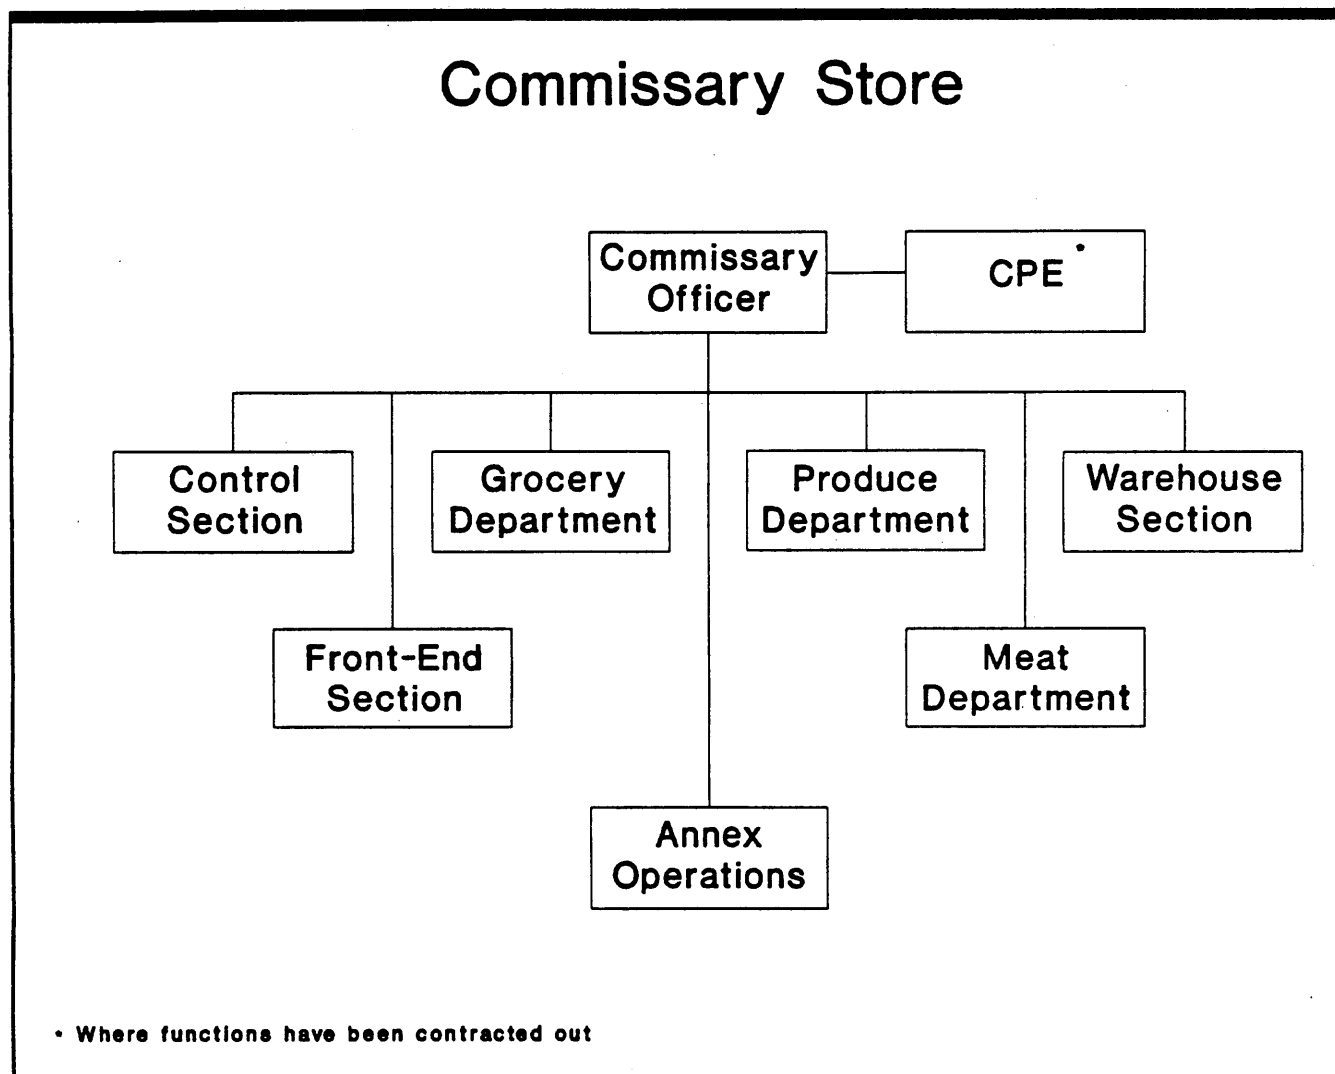 Commissary Store
Commissary
Officer
CPE *
Control
Section
Grocery
Department
Produce
Department
Warehouse
Section
Front-End
Section
Meat
Department
Annex
Operations
* Where functions have been contracted out